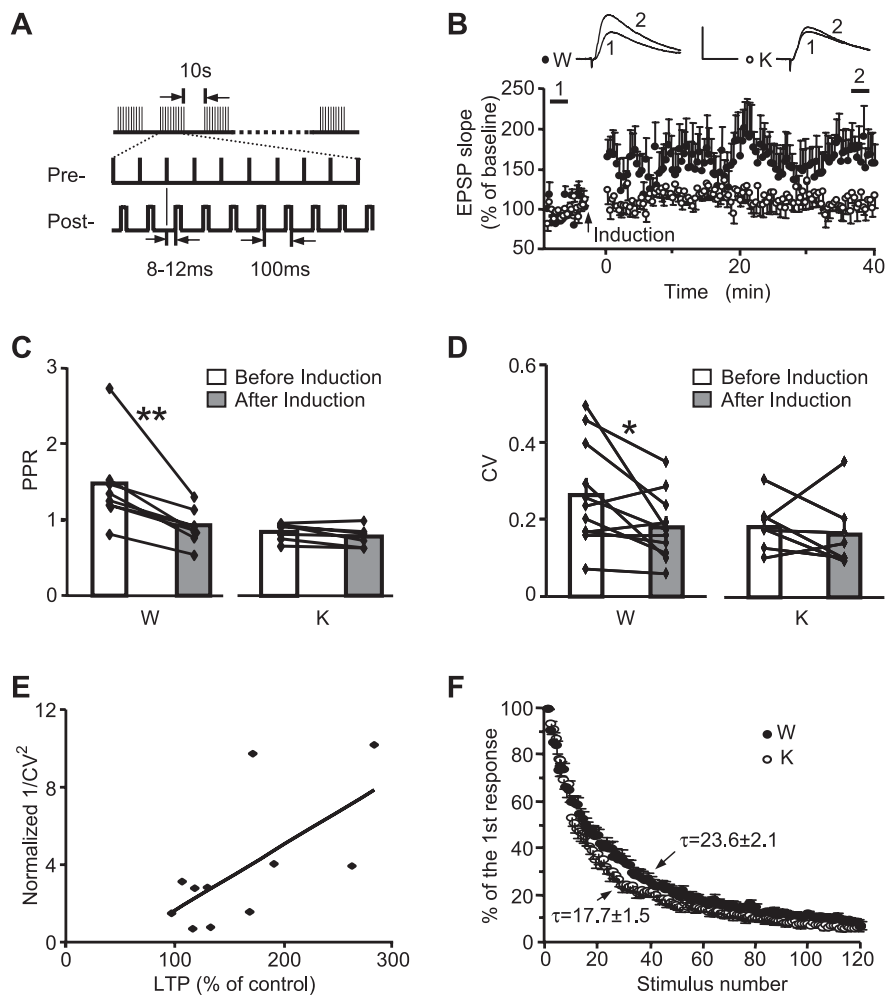 A
10s
Pre-
Post-
8-12ms
100ms
B
W
1
2
K
1
2
1
2
EPSP slope
(% of baseline)
250
200
150
100
50
Induction
0
20
40
Time (min)
C
PPR
3
2
1
0
Before Induction
After Induction
**
W
K
D
CV
0.6
0.4
0.2
0
Before Induction
After Induction
*
W
K
E
Normalized 1/CV²
12
8
4
0
0
100
200
300
LTP (% of control)
F
% of the 1st response
100
80
60
40
20
0
W
K
τ=23.6±2.1
τ=17.7±1.5
0
20
40
60
80
100
120
Stimulus number